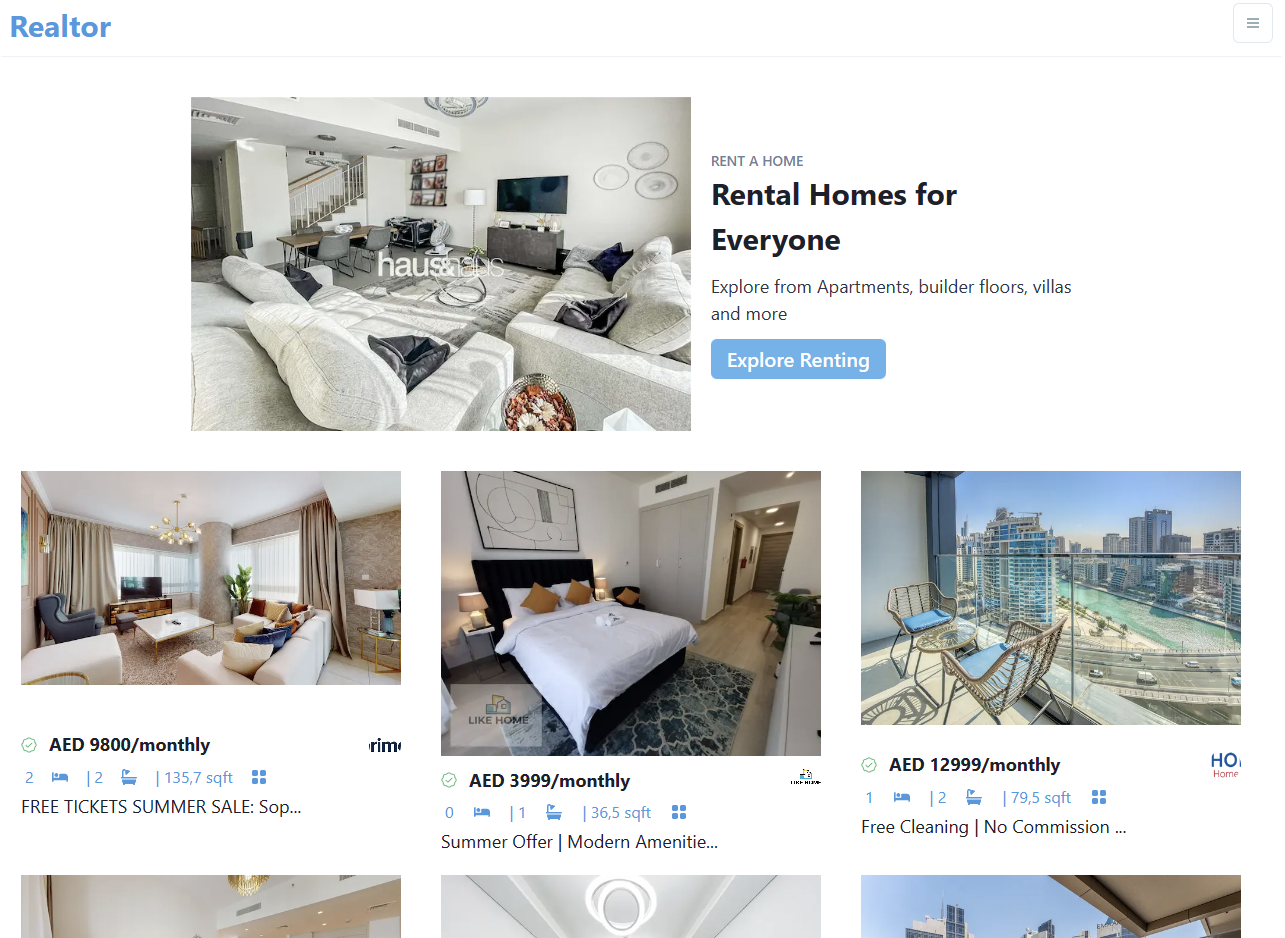 Realtor
haus&haus
RENT A HOME
Rental Homes for
Everyone
Explore from Apartments, builder floors, villas
and more
Explore Renting
LIKE HOME
AED 9800/monthly
2 | 2 | 135,7 sqft
FREE TICKETS SUMMER SALE: Sop...
AED 3999/monthly
LIKE HOME
0 | 1 | 36,5 sqft
Summer Offer | Modern Amenitie...
AED 12999/monthly
HO
Home
1 | 2 | 79,5 sqft
Free Cleaning | No Commission ...